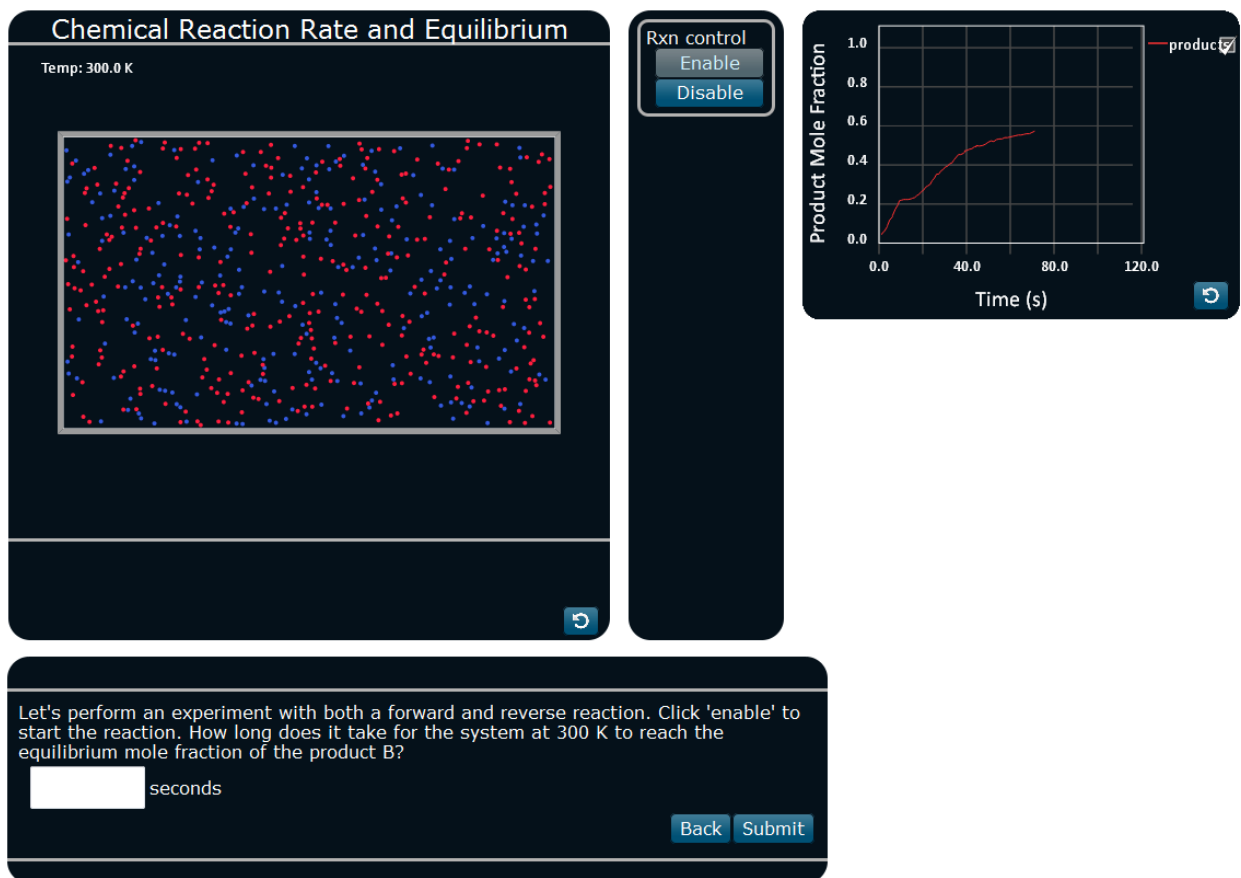 Chemical Reaction Rate and Equilibrium
Temp: 300.0 K
Rxn control
Enable
Disable
Product Mole Fraction
1.0
0.8
0.6
0.4
0.2
0.0
0.0 40.0 80.0 120.0
Time (s)
products
Let's perform an experiment with both a forward and reverse reaction. Click 'enable' to
start the reaction. How long does it take for the system at 300 K to reach the
equilibrium mole fraction of the product B?
seconds
Back Submit